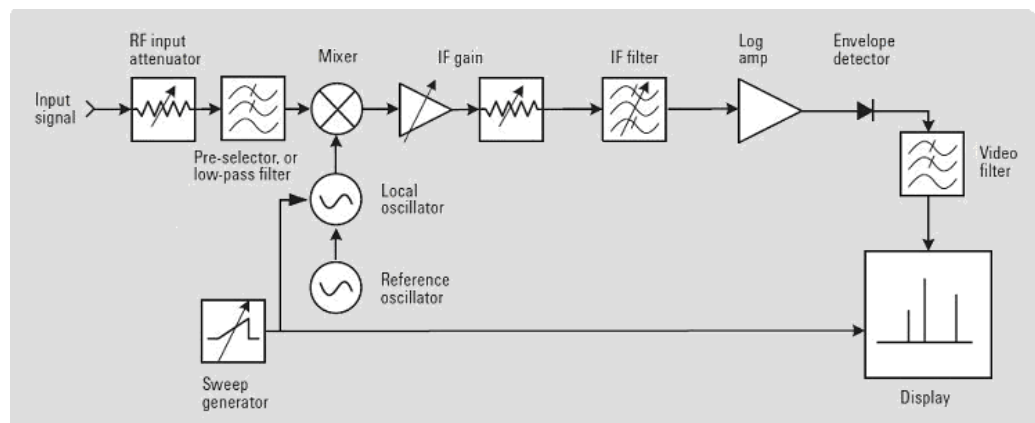 RF input
attenuator
Mixer
IF gain
IF filter
Log
amp
Envelope
detector
Input
signal
Pre-selector, or
low-pass filter
Video
filter
Local
oscillator
Reference
oscillator
Sweep
generator
Display